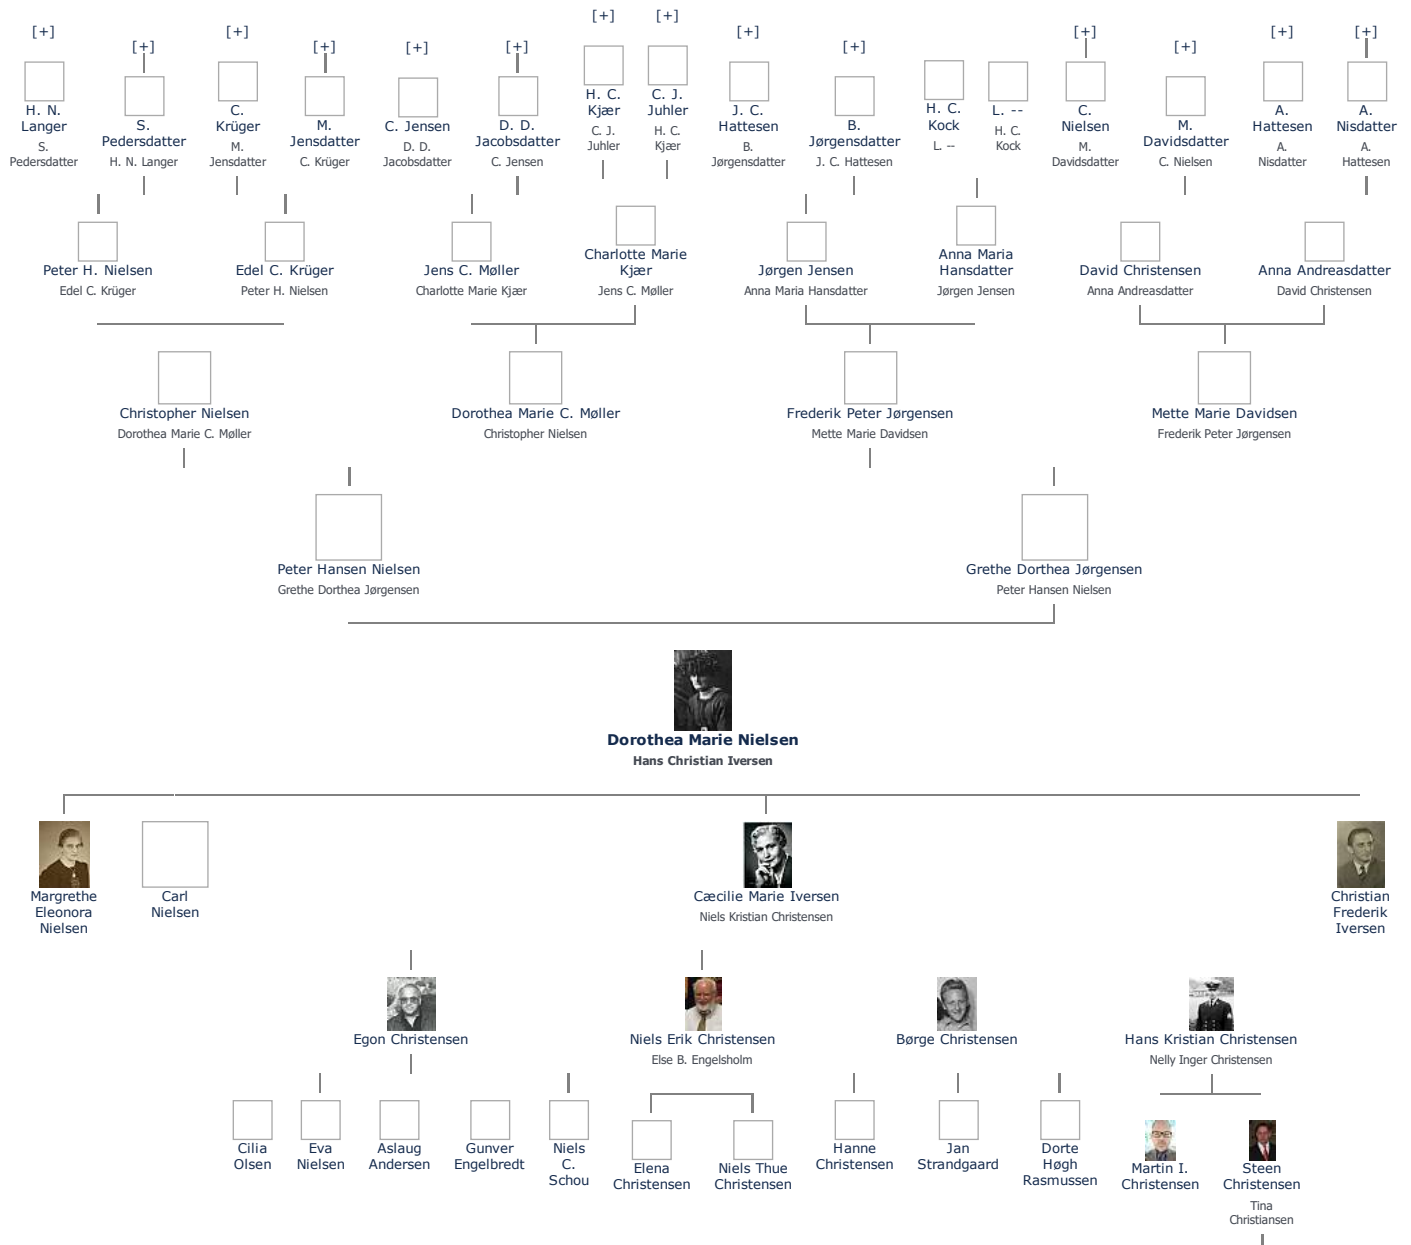 [+] [+] [+] [+] [+] [+] [+] [+] [+] [+] [+] [+] [+] [+]
H. N. Langer
S. Pedersdatter
S. Pedersdatter
H. N. Langer
C. Krüger
M. Jensdatter
M. Jensdatter
C. Krüger
C. Jensen
D. D. Jacobsdatter
D. D. Jacobsdatter
C. Jensen
H. C. Kjær
C. J. Juhler
C. J. Juhler
H. C. Kjær
J. C. Hattesen
B. Jørgensdatter
B. Jørgensdatter
J. C. Hattesen
H. C. Kock
L. --
L. --
H. C. Kock
C. Nielsen
M. Davidsdatter
M. Davidsdatter
C. Nielsen
A. Hattesen
A. Nisdatter
A. Nisdatter
A. Hattesen
Peter H. Nielsen
Edel C. Krüger
Edel C. Krüger
Peter H. Nielsen
Jens C. Møller
Charlotte Marie Kjær
Charlotte Marie
Kjær
Jens C. Møller
Jørgen Jensen
Anna Maria Hansdatter
Anna Maria
Hansdatter
Jørgen Jensen
David Christensen
Anna Andreasdatter
Anna Andreasdatter
David Christensen
Christopher Nielsen
Dorothea Marie C. Møller
Dorothea Marie C. Møller
Christopher Nielsen
Frederik Peter Jørgensen
Mette Marie Davidsen
Mette Marie Davidsen
Frederik Peter Jørgensen
Peter Hansen Nielsen
Grethe Dorthea Jørgensen
Grethe Dorthea Jørgensen
Peter Hansen Nielsen
Dorothea Marie Nielsen
Hans Christian Iversen
Margrethe
Eleonora
Nielsen
Carl
Nielsen
Cæcilie Marie Iversen
Niels Kristian Christensen
Christian
Frederik
Iversen
Egon Christensen
Niels Erik Christensen
Else B. Engelsholm
Børge Christensen
Hans Kristian Christensen
Nelly Inger Christensen
Cilia
Olsen
Eva
Nielsen
Aslaug
Andersen
Gunver
Engelbredt
Niels
C.
Schou
Elena
Christensen
Niels Thue
Christensen
Hanne
Christensen
Jan
Strandgaard
Dorte
Høgh
Rasmussen
Martin I.
Christensen
Steen
Christensen
Tina
Christiansen